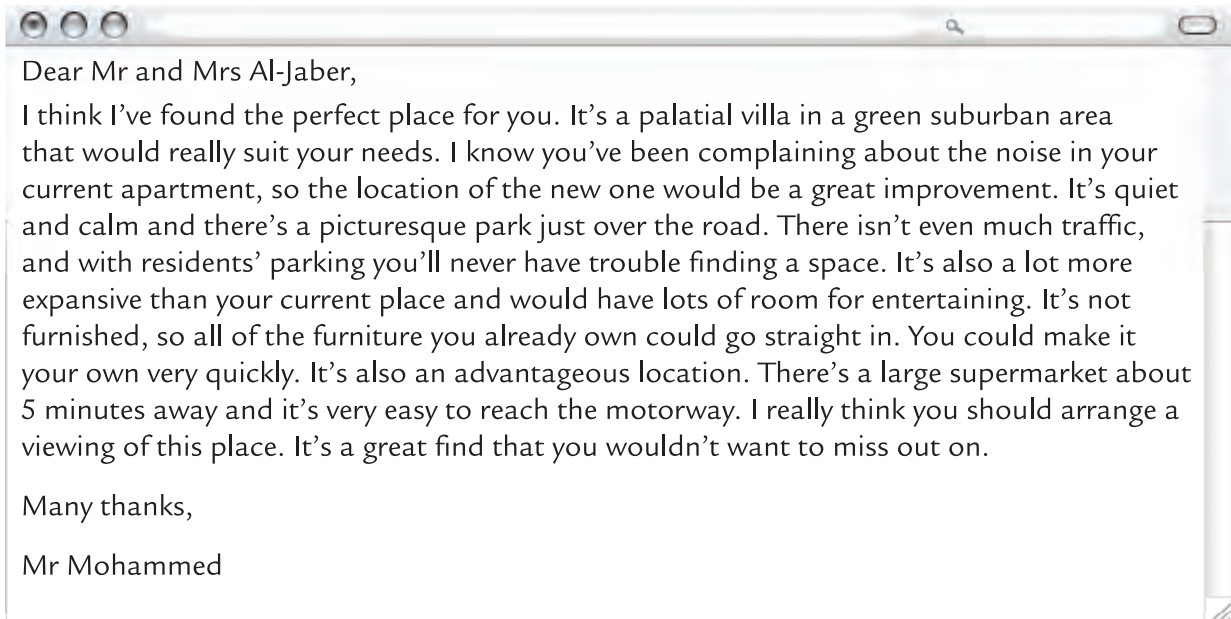 Dear Mr and Mrs Al-Jaber,
I think I’ve found the perfect place for you. It’s a palatial villa in a green suburban area
that would really suit your needs. I know you’ve been complaining about the noise in your
current apartment, so the location of the new one would be a great improvement. It’s quiet
and calm and there’s a picturesque park just over the road. There isn’t even much traffic,
and with residents’ parking you’ll never have trouble finding a space. It’s also a lot more
expansive than your current place and would have lots of room for entertaining. It’s not
furnished, so all of the furniture you already own could go straight in. You could make it
your own very quickly. It’s also an advantageous location. There’s a large supermarket about
5 minutes away and it’s very easy to reach the motorway. I really think you should arrange a
viewing of this place. It’s a great find that you wouldn’t want to miss out on.
Many thanks,
Mr Mohammed